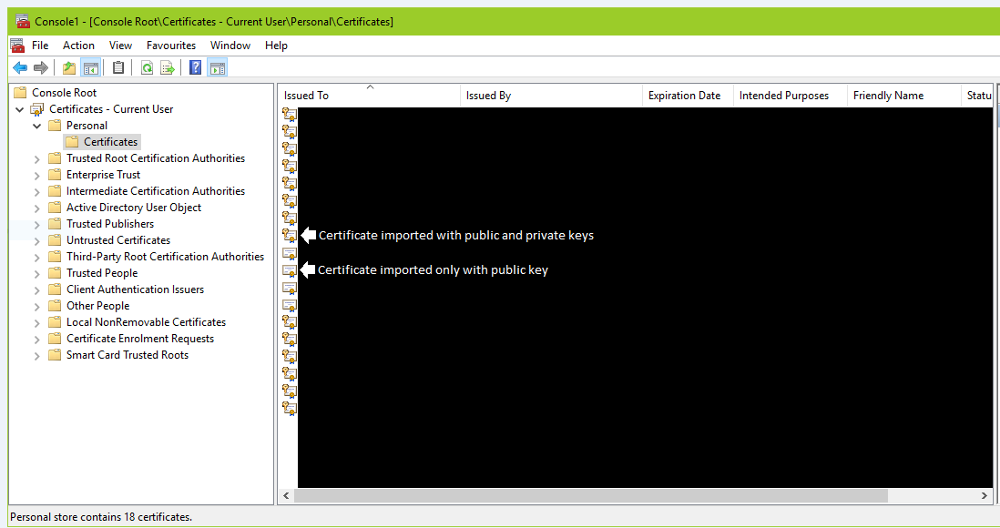 Console1 - [Console Root\Certificates - Current User\Personal\Certificates]
File Action View Favourites Window Help
Console Root
Certificates - Current User
Personal
Certificates
Trusted Root Certification Authorities
Enterprise Trust
Intermediate Certification Authorities
Active Directory User Object
Trusted Publishers
Untrusted Certificates
Third-Party Root Certification Authorities
Trusted People
Client Authentication Issuers
Other People
Local NonRemovable Certificates
Certificate Enrolment Requests
Smart Card Trusted Roots
Issued To Issued By Expiration Date Intended Purposes Friendly Name Statu
Certificate imported with public and private keys
Certificate imported only with public key
Personal store contains 18 certificates.